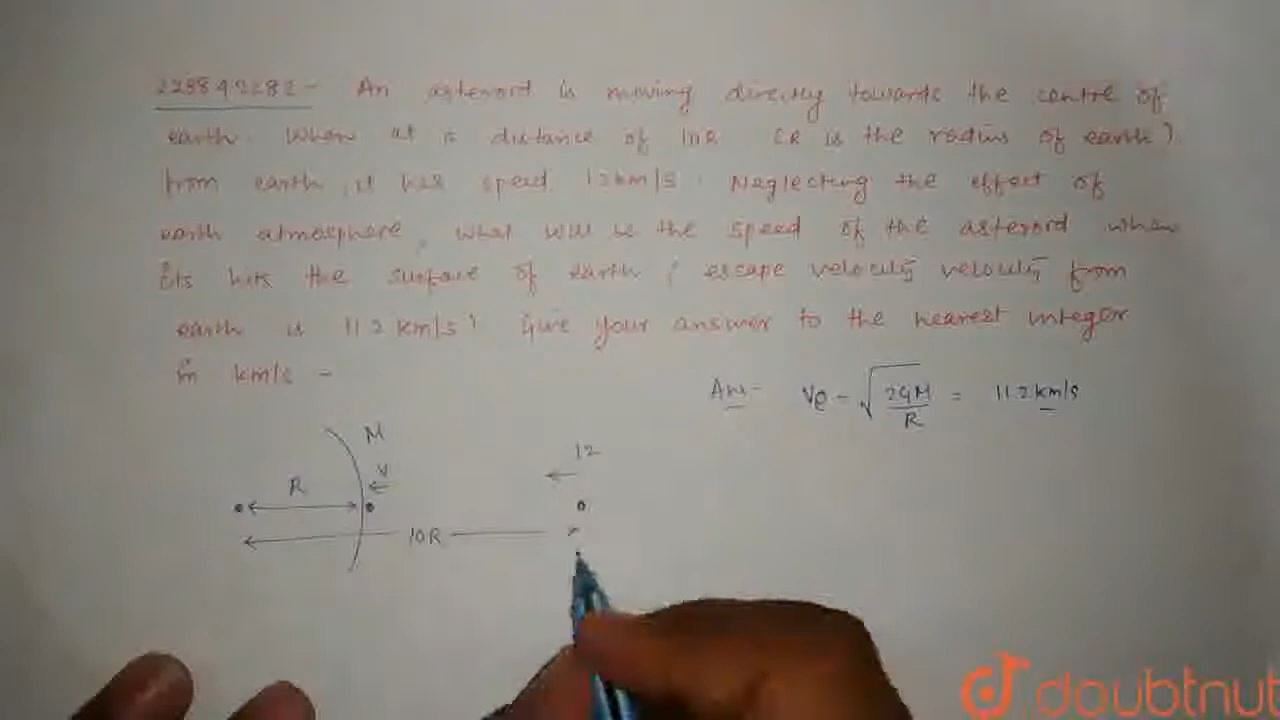 228842282 - An asteroid is moving directly towards the centre of
earth. When at a distance of 10R (R is the radius of earth)
from earth, it has speed 12km/s. Neglecting the effect of
earth atmosphere, what will be the speed of the asteroid when
its hits the surface of earth ( escape velocity velocity from
earth is 11.2 km/s) Give your answer to the nearest integer
in km/s -
Ans- Ve = √2GM/R = 11.2 km/s
M
12
V
R
10R
doubtnut